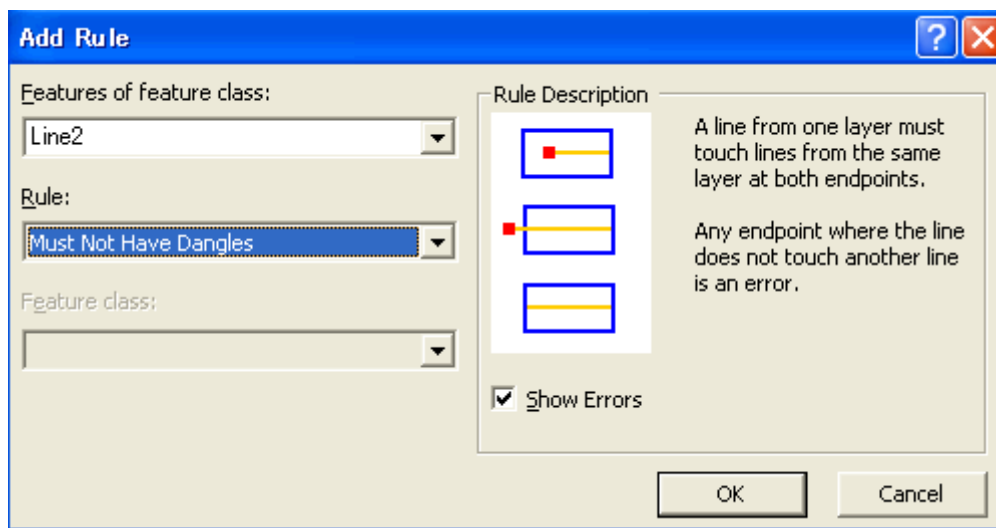 Add Rule
Features of feature class:
Line2
Rule:
Must Not Have Dangles
Feature class:
Rule Description
A line from one layer must
touch lines from the same
layer at both endpoints.
Any endpoint where the line
does not touch another line
is an error.
Show Errors
OK
Cancel